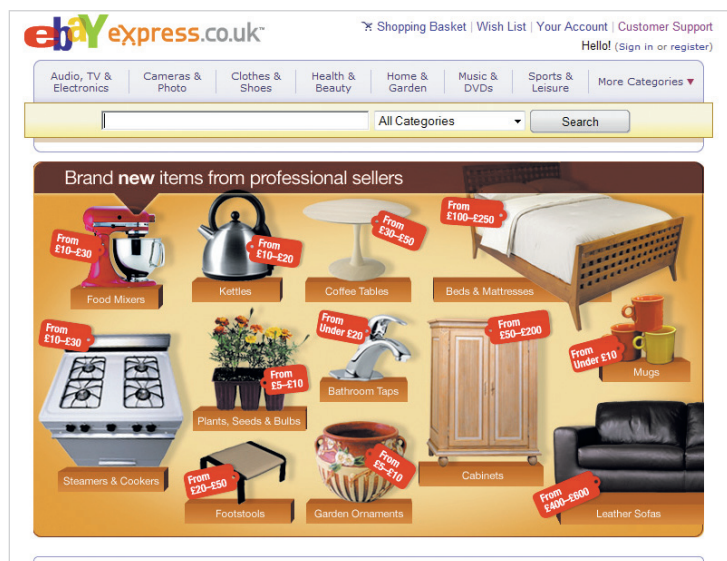 ebaY express.co.uk™
Shopping Basket | Wish List | Your Account | Customer Support
Hello! (Sign in or register)
Audio, TV &
Electronics
Cameras &
Photo
Clothes &
Shoes
Health &
Beauty
Home &
Garden
Music &
DVDs
Sports &
Leisure
More Categories ▼
All Categories
Search
Brand new items from professional sellers
From
£10–£30
Food Mixers
From
£10–£20
Kettles
From
£30–£50
Coffee Tables
From
£100–£250
Beds & Mattresses
From
£10–£30
Steamers & Cookers
From
£5–£10
Plants, Seeds & Bulbs
From
Under £20
Bathroom Taps
From
£50–£200
Cabinets
From
Under £10
Mugs
From
£20–£50
Footstools
From
£5–£10
Garden Ornaments
From
£400–£600
Leather Sofas